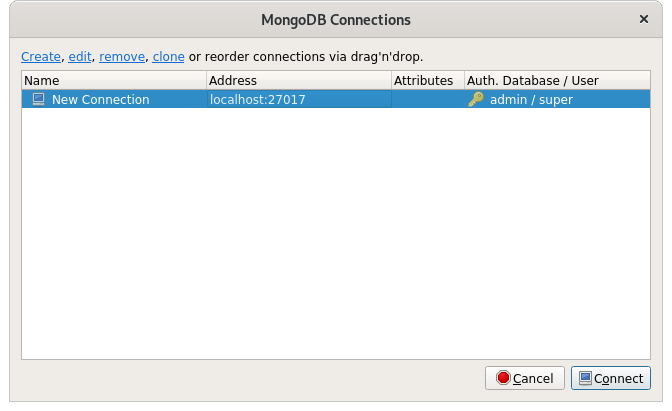 MongoDB Connections
Create, edit, remove, clone or reorder connections via drag'n'drop.
Name Address Attributes Auth. Database / User
New Connection localhost:27017 admin / super
Cancel Connect